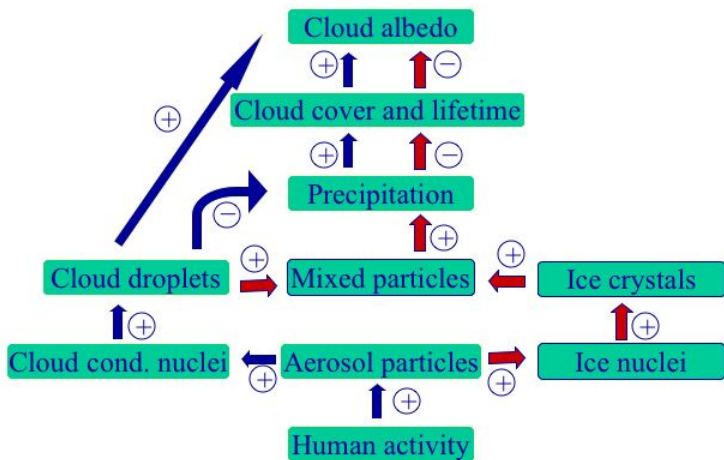 Cloud albedo
+ −
+
Cloud cover and lifetime
+ −
Precipitation
−
+
+ +
Cloud droplets Mixed particles Ice crystals
+ +
Cloud cond. nuclei Aerosol particles Ice nuclei
+ +
+
Human activity